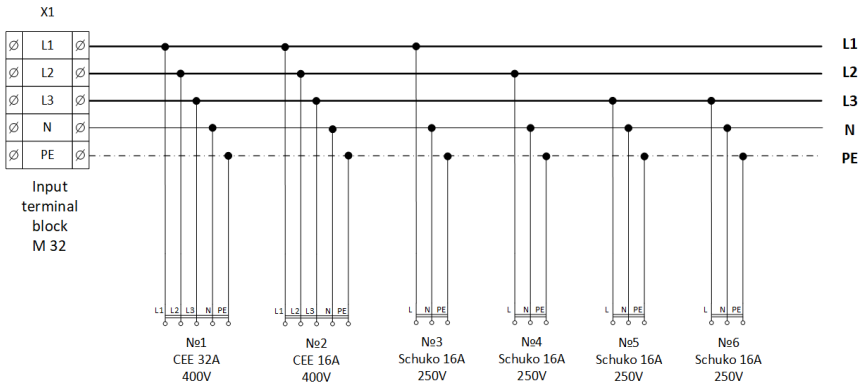 X1
L1
L2
L3
N
PE
Input
terminal
block
M 32
L1
L2
L3
N
PE
L1 L2 L3 N PE
№1
CEE 32A
400V
L1 L2 L3 N PE
№2
CEE 16A
400V
L N PE
№3
Schuko 16A
250V
L N PE
№4
Schuko 16A
250V
L N PE
№5
Schuko 16A
250V
L N PE
№6
Schuko 16A
250V